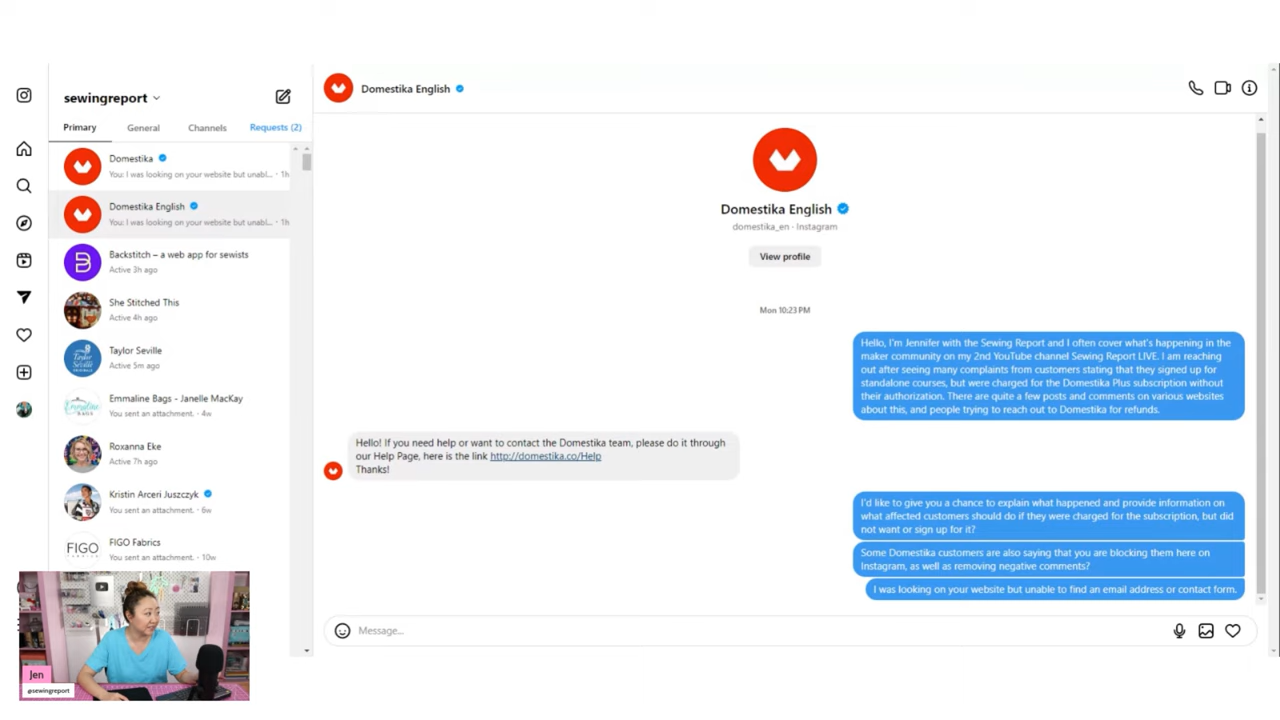 sewingreport
Primary
General
Channels
Requests (2)
Domestika
You: I was looking on your website but unabl... · 1h
Domestika English
You: I was looking on your website but unabl... · 1h
Backstitch – a web app for sewists
Active 3h ago
She Stitched This
Active 4h ago
Taylor Seville
Active 5m ago
Emmaline Bags - Janelle MacKay
You sent an attachment. · 4w
Roxanna Eke
Active 7h ago
Kristin Arceri Juszczyk
You sent an attachment. · 6w
FIGO
FIGO Fabrics
You sent an attachment. · 10w
Jen
@sewingreport
Domestika English
Domestika English
domestika_en · Instagram
View profile
Mon 10:23 PM
Hello, I'm Jennifer with the Sewing Report and I often cover what's happening in the
maker community on my 2nd YouTube channel Sewing Report LIVE. I am reaching
out after seeing many complaints from customers stating that they signed up for
standalone courses, but were charged for the Domestika Plus subscription without
their authorization. There are quite a few posts and comments on various websites
about this, and people trying to reach out to Domestika for refunds.
Hello! If you need help or want to contact the Domestika team, please do it through
our Help Page, here is the link http://domestika.co/Help
Thanks!
I'd like to give you a chance to explain what happened and provide information on
what affected customers should do if they were charged for the subscription, but did
not want or sign up for it?
Some Domestika customers are also saying that you are blocking them here on
Instagram, as well as removing negative comments?
I was looking on your website but unable to find an email address or contact form.
Message...